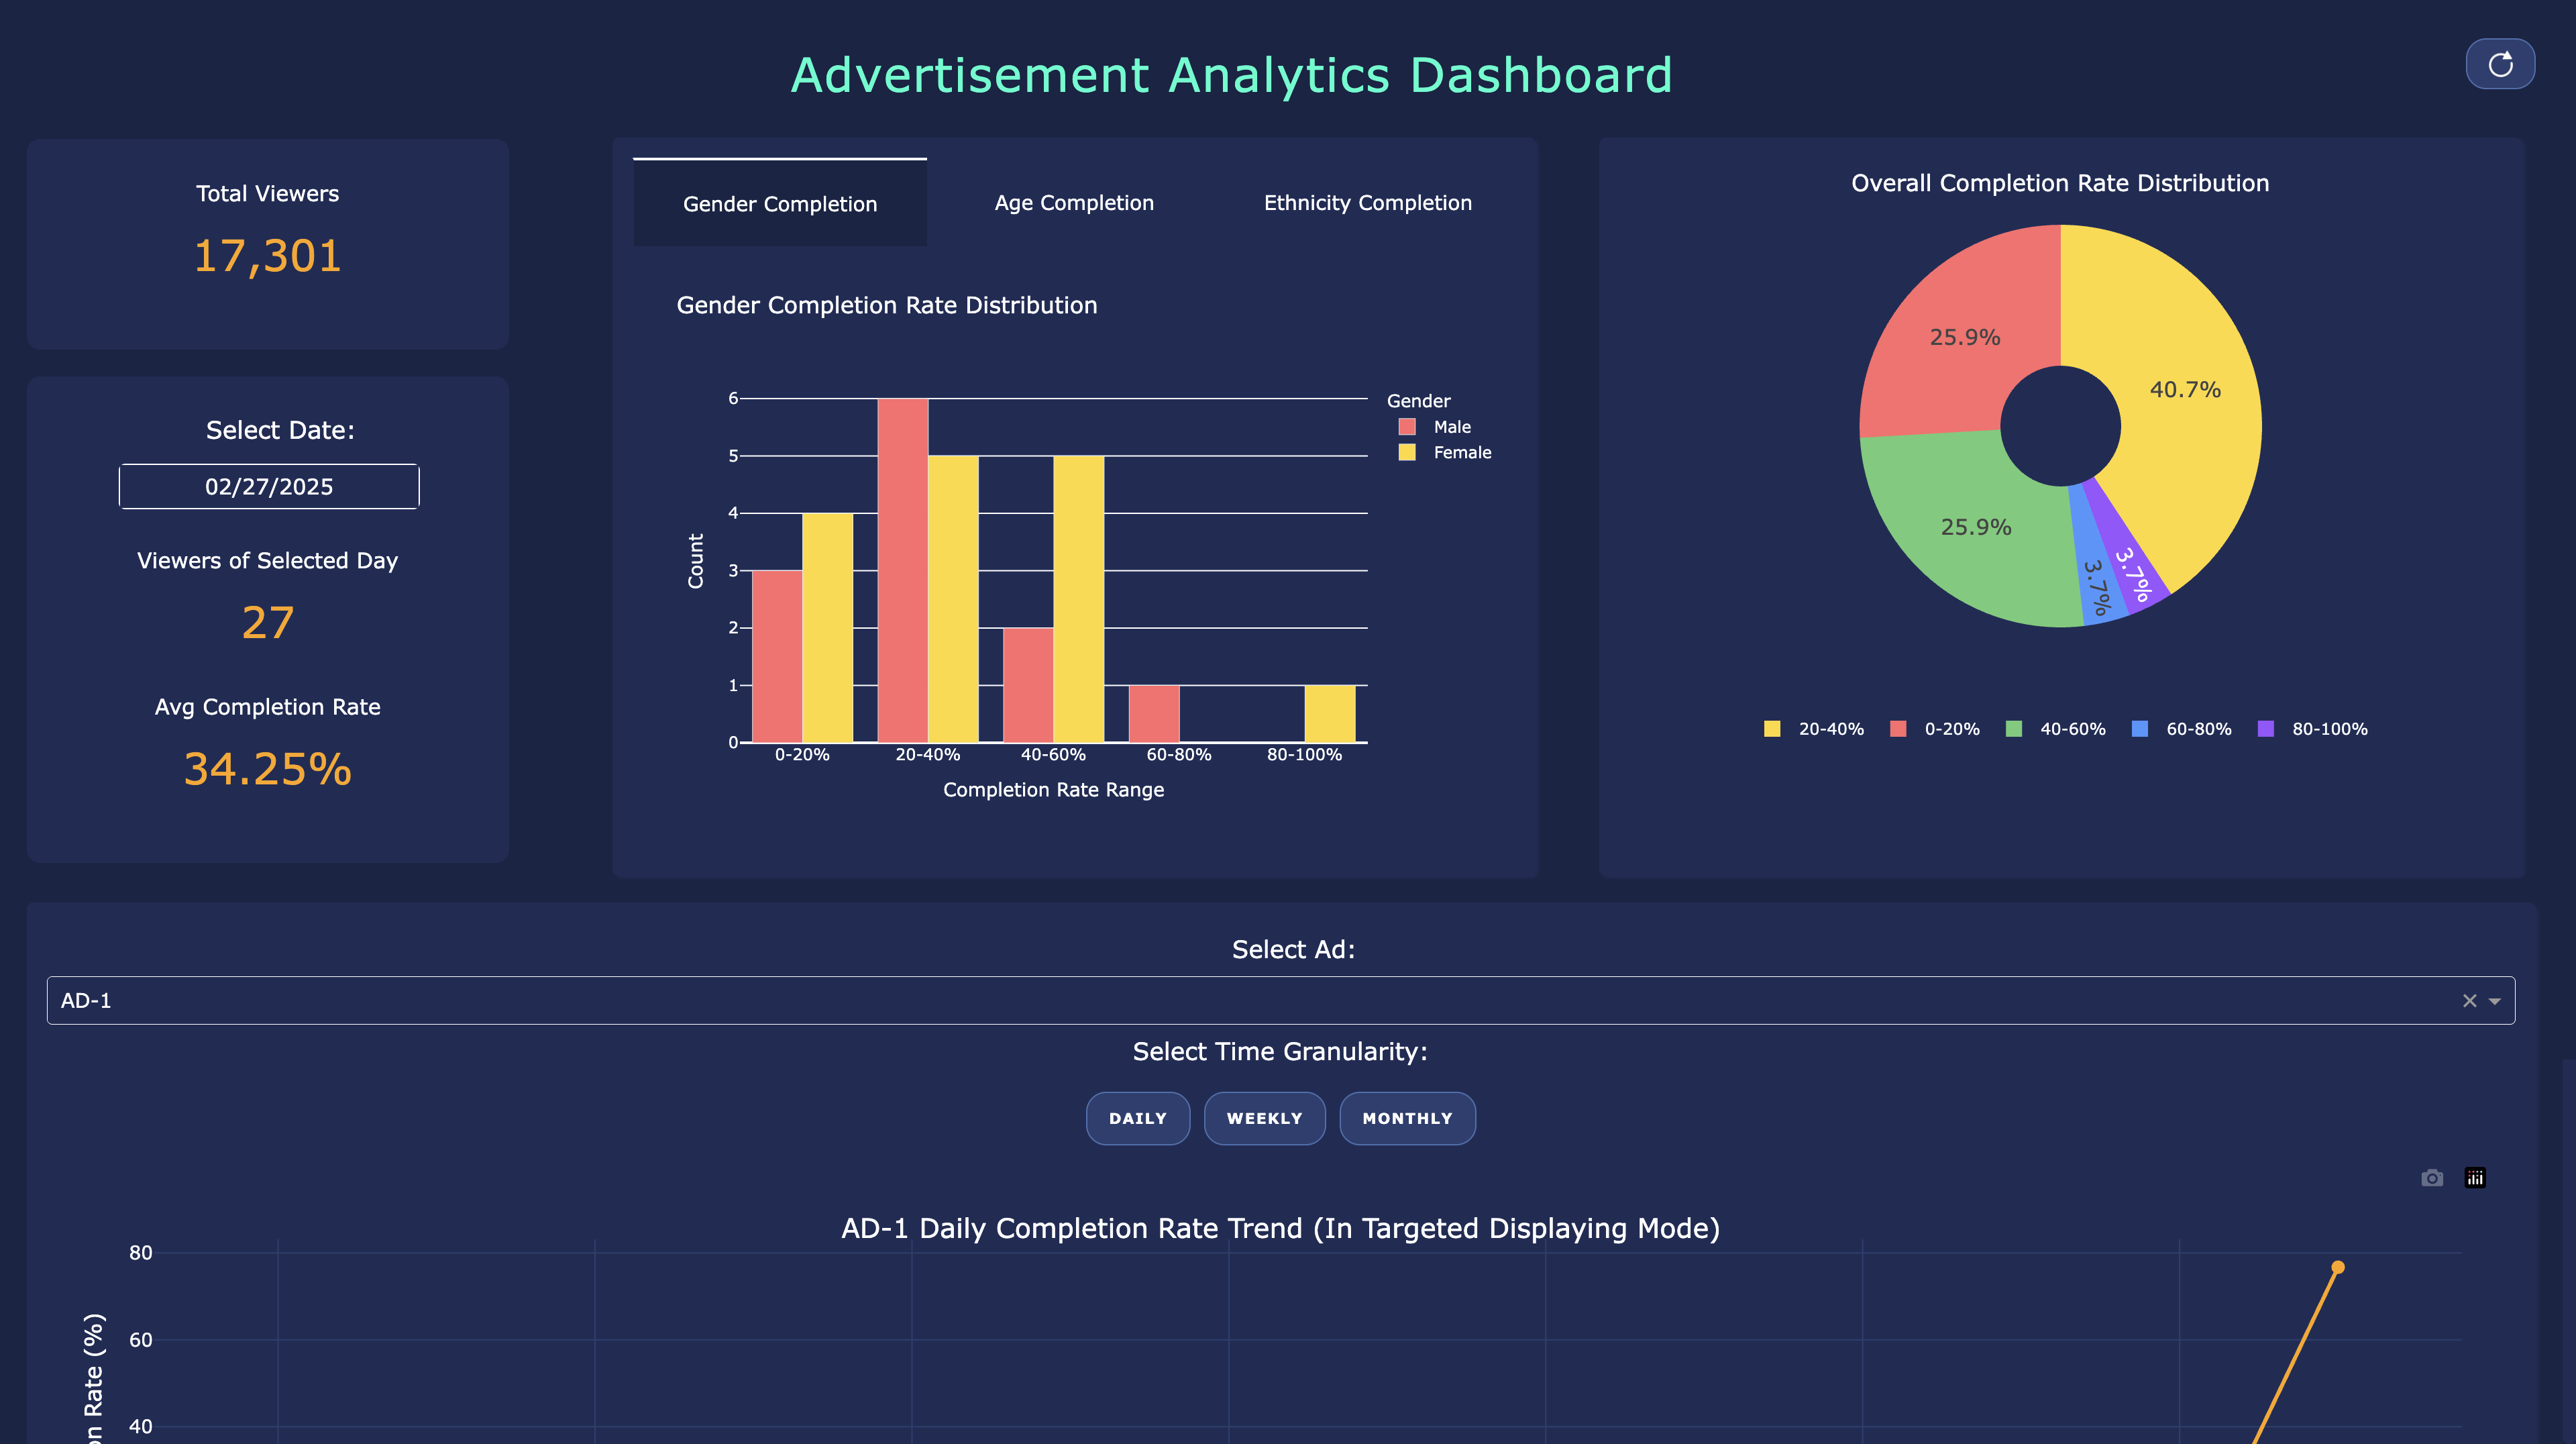 Advertisement Analytics Dashboard
Total Viewers
17,301
Select Date:
02/27/2025
Viewers of Selected Day
27
Avg Completion Rate
34.25%
Gender Completion
Age Completion
Ethnicity Completion
Gender Completion Rate Distribution
6
5
4
3
2
1
0
Count
0-20%
20-40%
40-60%
60-80%
80-100%
Completion Rate Range
Gender
Male
Female
Overall Completion Rate Distribution
25.9%
40.7%
25.9%
3.7%
3.7%
20-40%
0-20%
40-60%
60-80%
80-100%
Select Ad:
AD-1
Select Time Granularity:
DAILY
WEEKLY
MONTHLY
AD-1 Daily Completion Rate Trend (In Targeted Displaying Mode)
80
60
40
on Rate (%)